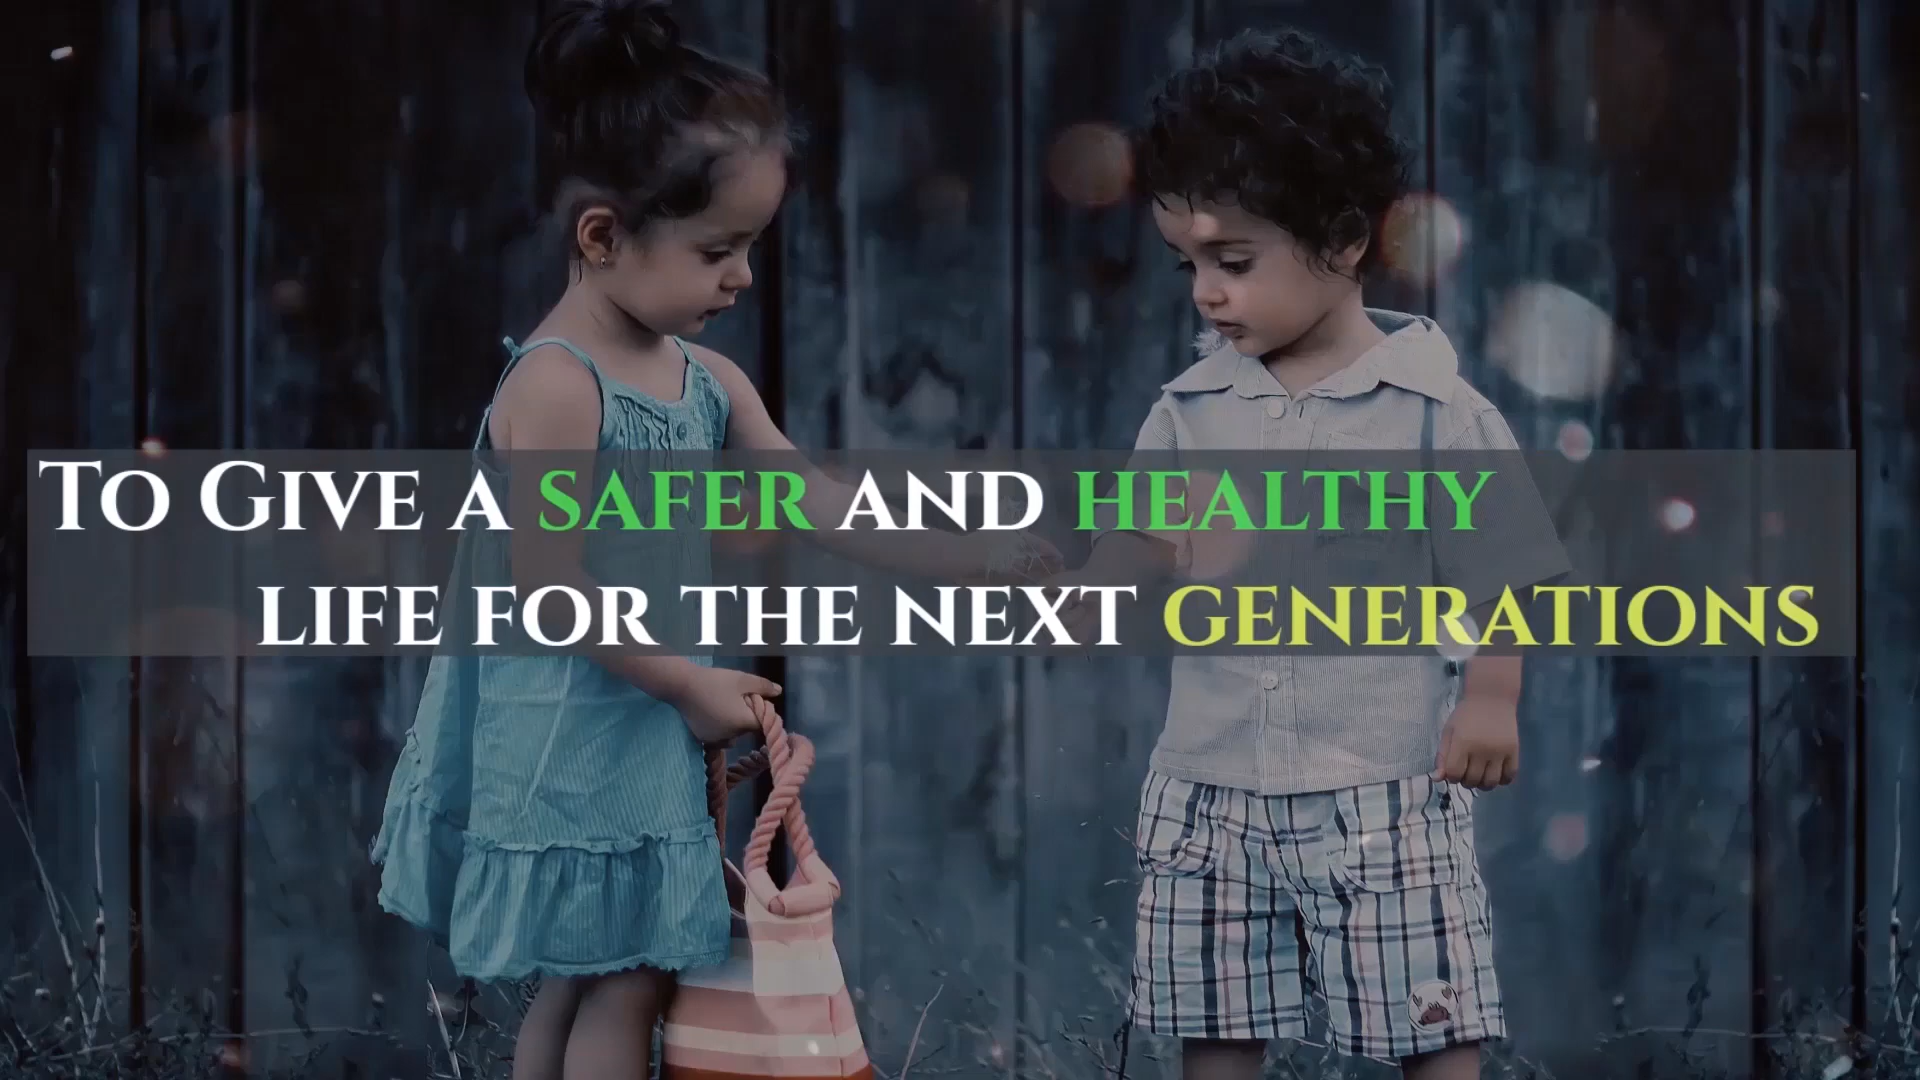 To Give a safer and healthy
life for the next generations